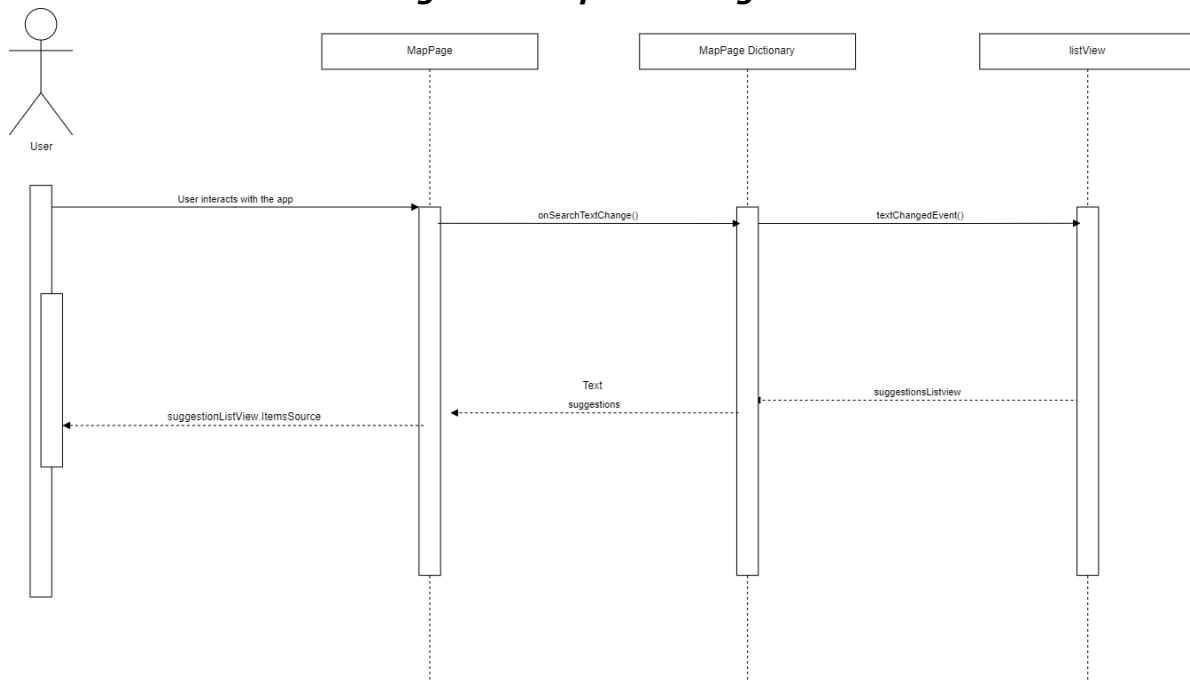 MapPage
MapPage Dictionary
listView
User
User interacts with the app
onSearchTextChange()
textChangedEvent()
Text
suggestions
suggestionsListview
suggestionListView.ItemsSource